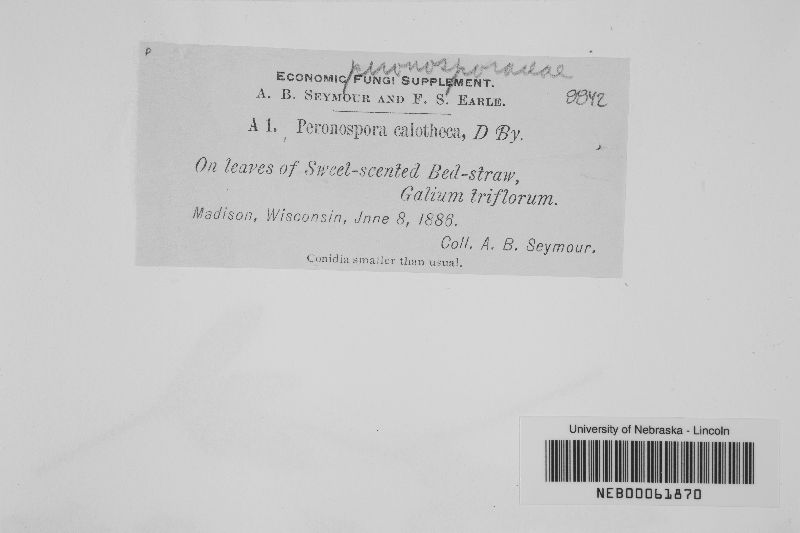 P
peronosporaceae
ECONOMIC FUNGI SUPPLEMENT.
A. B. SEYMOUR AND F. S. EARLE.
9942
A 1. Peronospora calotheca, D By.
On leaves of Sweet-scented Bed-straw,
Galium triflorum.
Madison, Wisconsin, Jnne 8, 1886.
Coll. A. B. Seymour.
Conidia smaller than usual.
University of Nebraska - Lincoln
NEB00061870